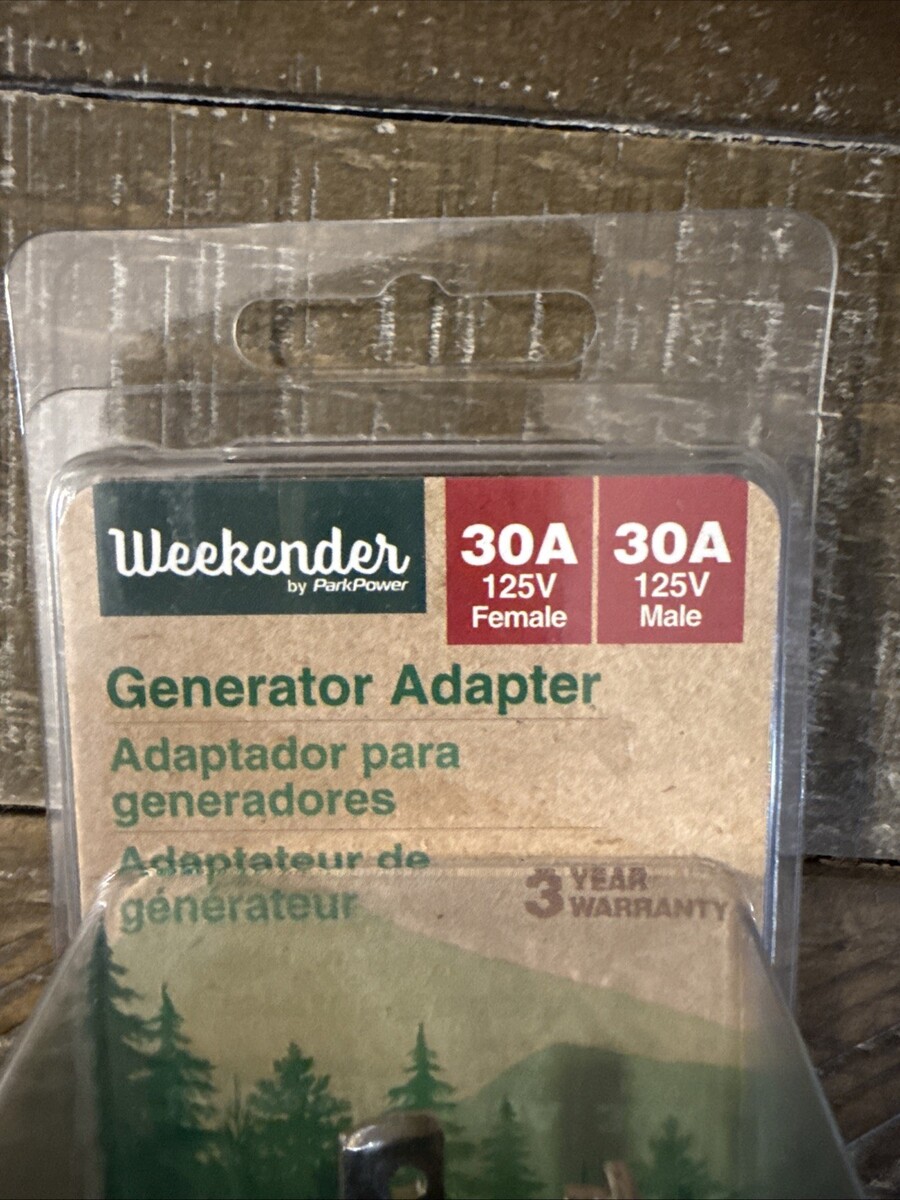 Weekender
by ParkPower
30A
125V
Female
30A
125V
Male
Generator Adapter
Adaptador para
generadores
Adaptateur de
générateur
3 YEAR
WARRANTY